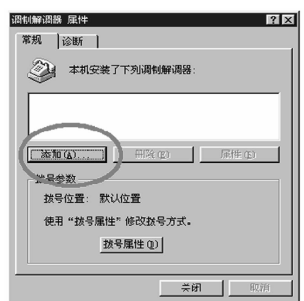 调制解调器 属性
常规 诊断
本机安装了下列调制解调器:
添加(A)... 删除(R) 属性(E)
拨号参数
拨号位置: 默认位置
使用“拨号属性”修改拨号方式。
拨号属性(D)
关闭 取消